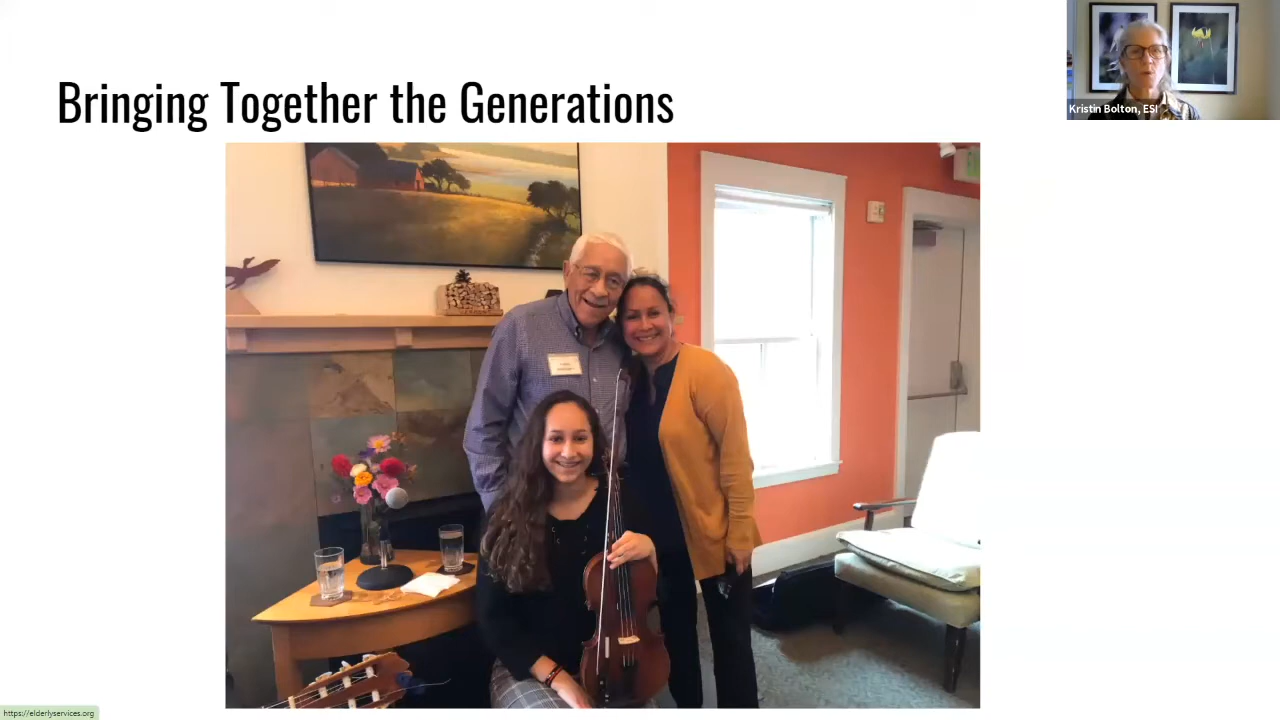 Bringing Together the Generations
Kristin Bolton, ESI
https://elderlyservices.org